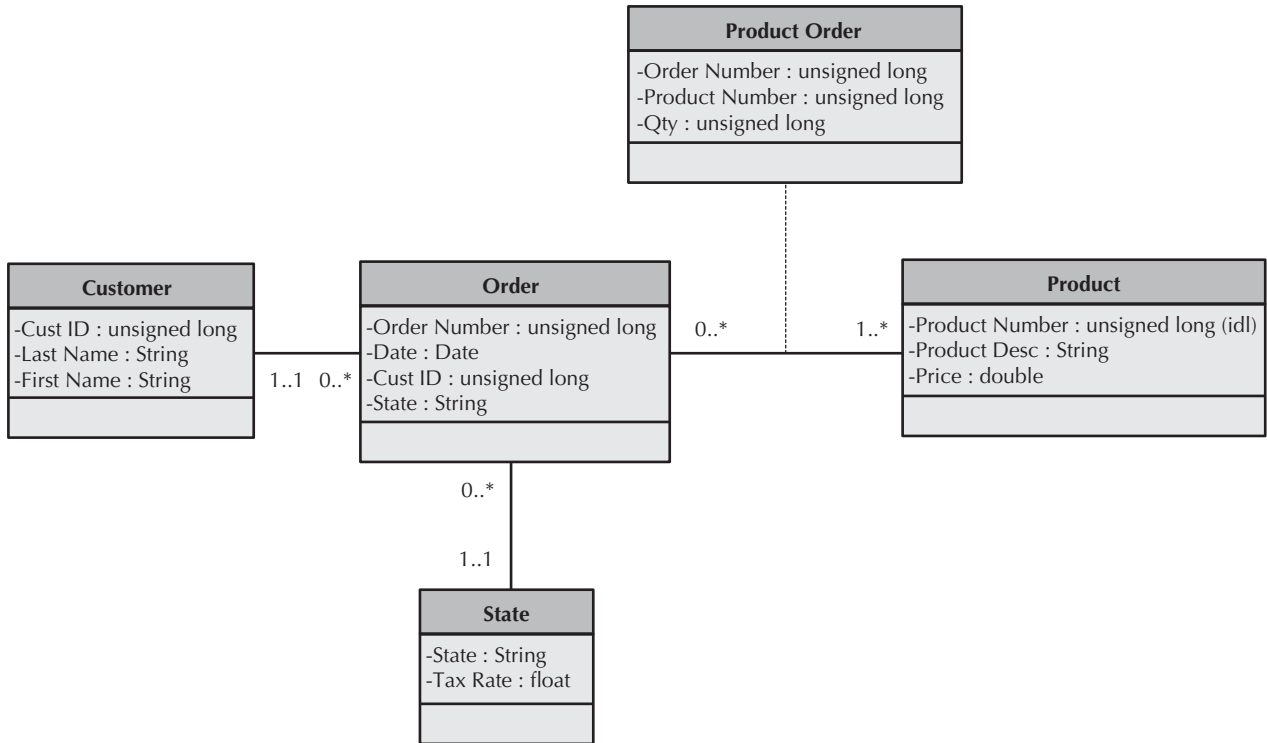 Product Order
-Order Number : unsigned long
-Product Number : unsigned long
-Qty : unsigned long
Customer
-Cust ID : unsigned long
-Last Name : String
-First Name : String
1..1 0..*
Order
-Order Number : unsigned long
-Date : Date
-Cust ID : unsigned long
-State : String
0..* 1..*
Product
-Product Number : unsigned long (idl)
-Product Desc : String
-Price : double
0..*
1..1
State
-State : String
-Tax Rate : float